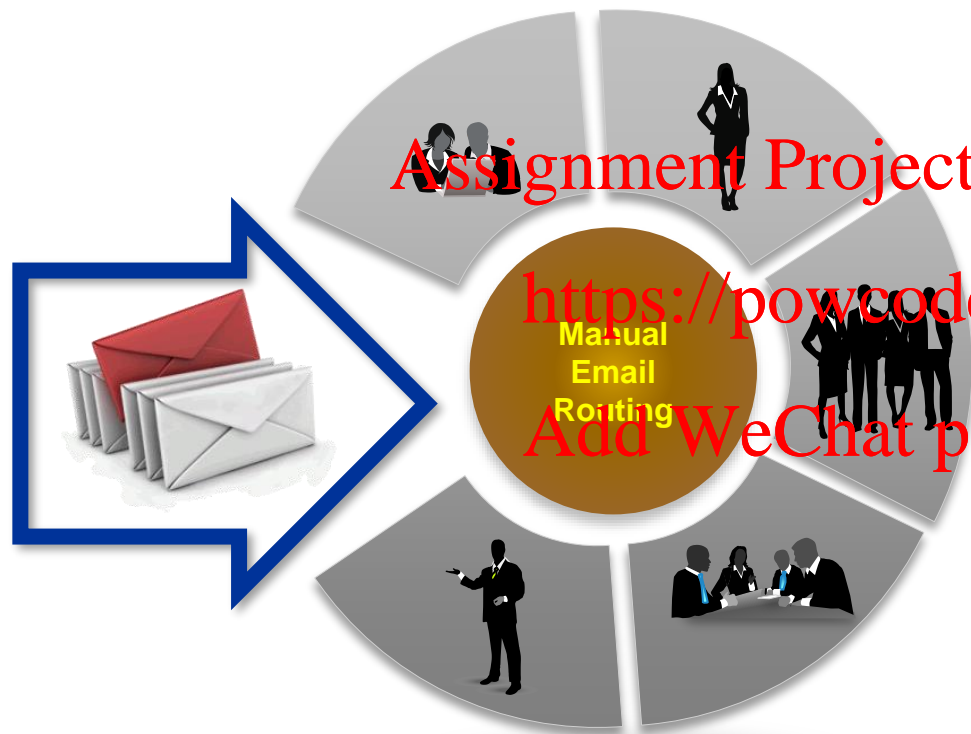 Assignment Project
https://powcode
Manual
Email
Routing
Add WeChat p